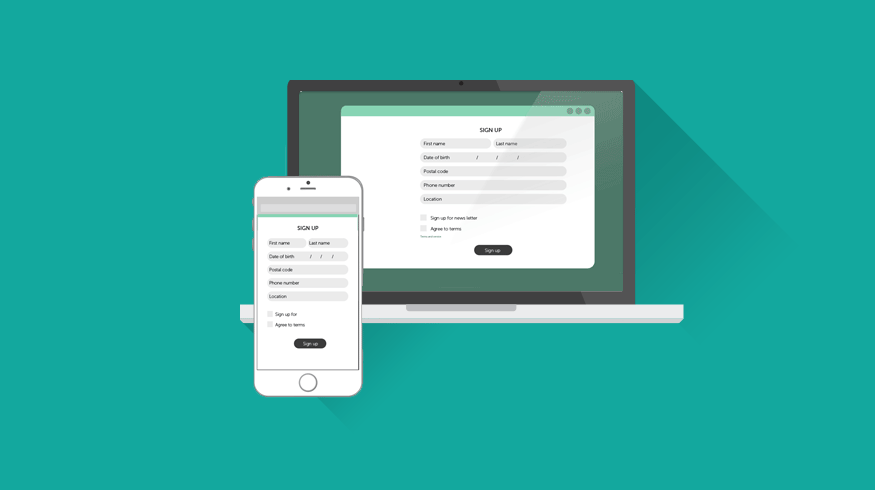 SIGN UP
First name Last name
Date of birth / / /
Postal code
Phone number
Location
Sign up for news letter
Agree to terms
Sign up
SIGN UP
First name Last name
Date of birth / / /
Postal code
Phone number
Location
Sign up for
Agree to terms
Sign up